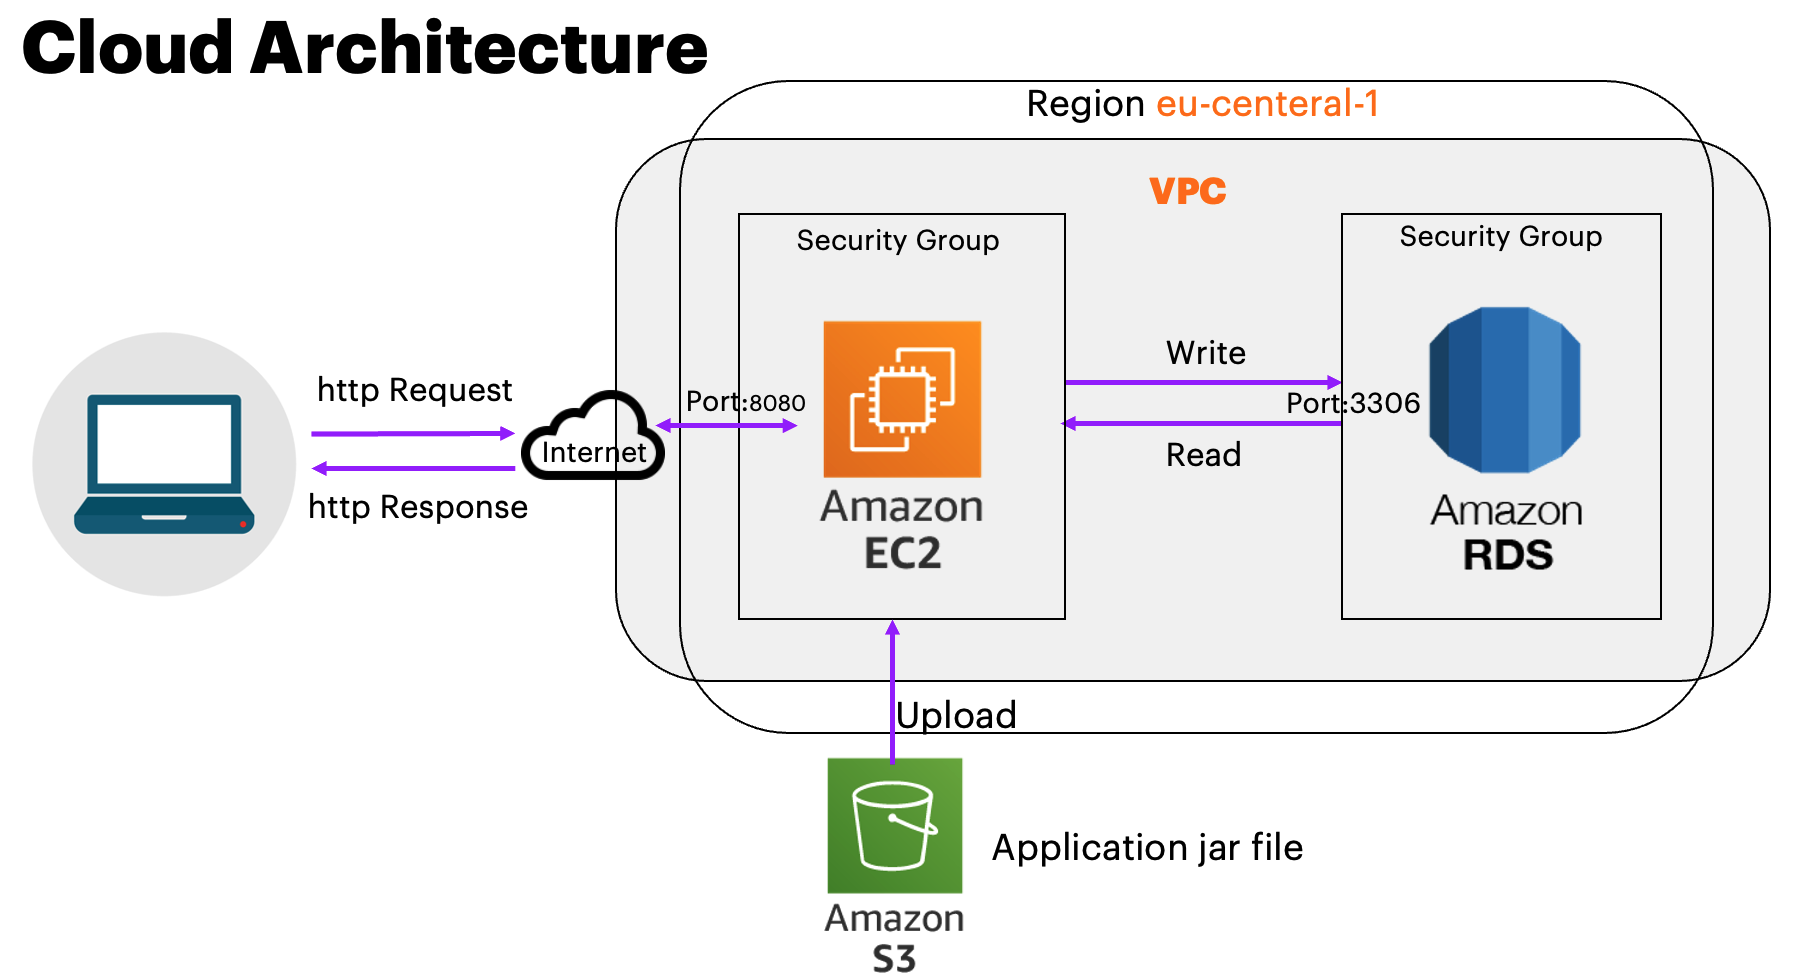 Cloud Architecture
Region eu-centeral-1
VPC
Security Group
Security Group
http Request
http Response
Internet
Port:8080
Write
Port:3306
Read
Amazon
EC2
Amazon
RDS
Upload
Application jar file
Amazon
S3